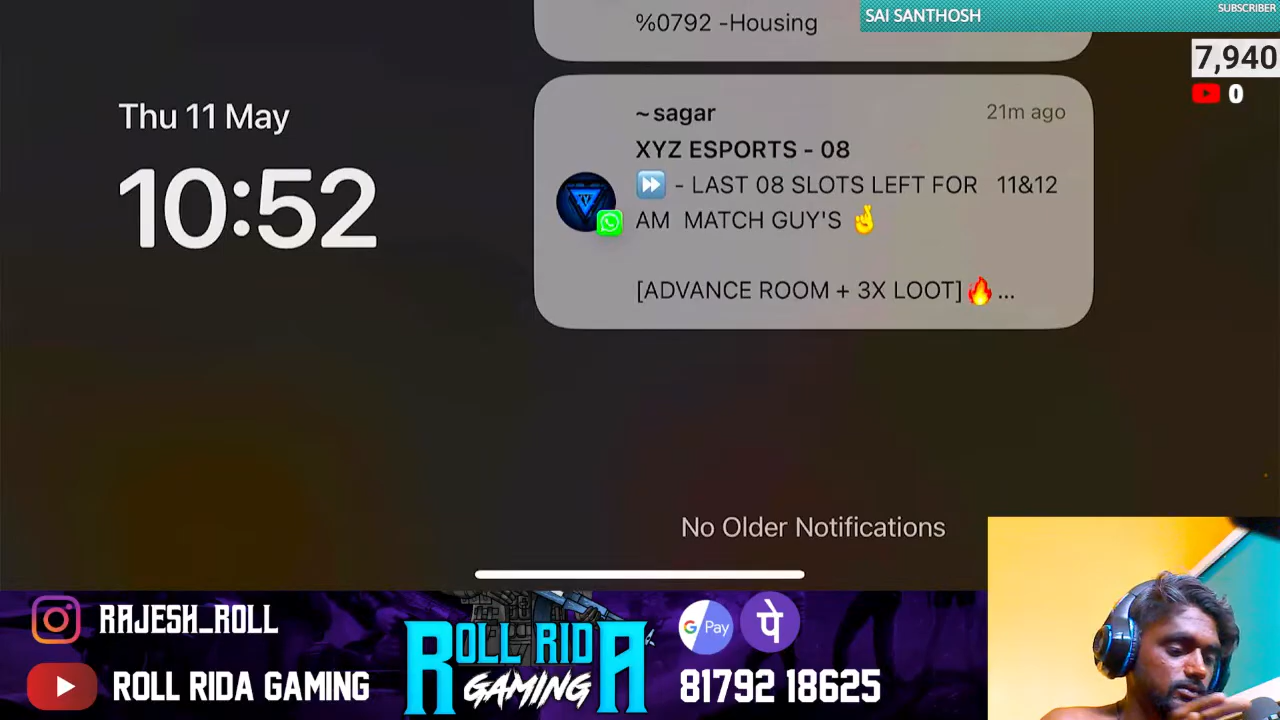 %0792 -Housing
SAI SANTHOSH
SUBSCRIBER
7,940
0
Thu 11 May
10:52
~sagar
21m ago
XYZ ESPORTS - 08
⏩ - LAST 08 SLOTS LEFT FOR 11&12
AM MATCH GUY'S 🤞
[ADVANCE ROOM + 3X LOOT]🔥...
No Older Notifications
RAJESH_ROLL
ROLL RIDA GAMING
ROLL RIDA
GAMING
G Pay
पे
81792 18625